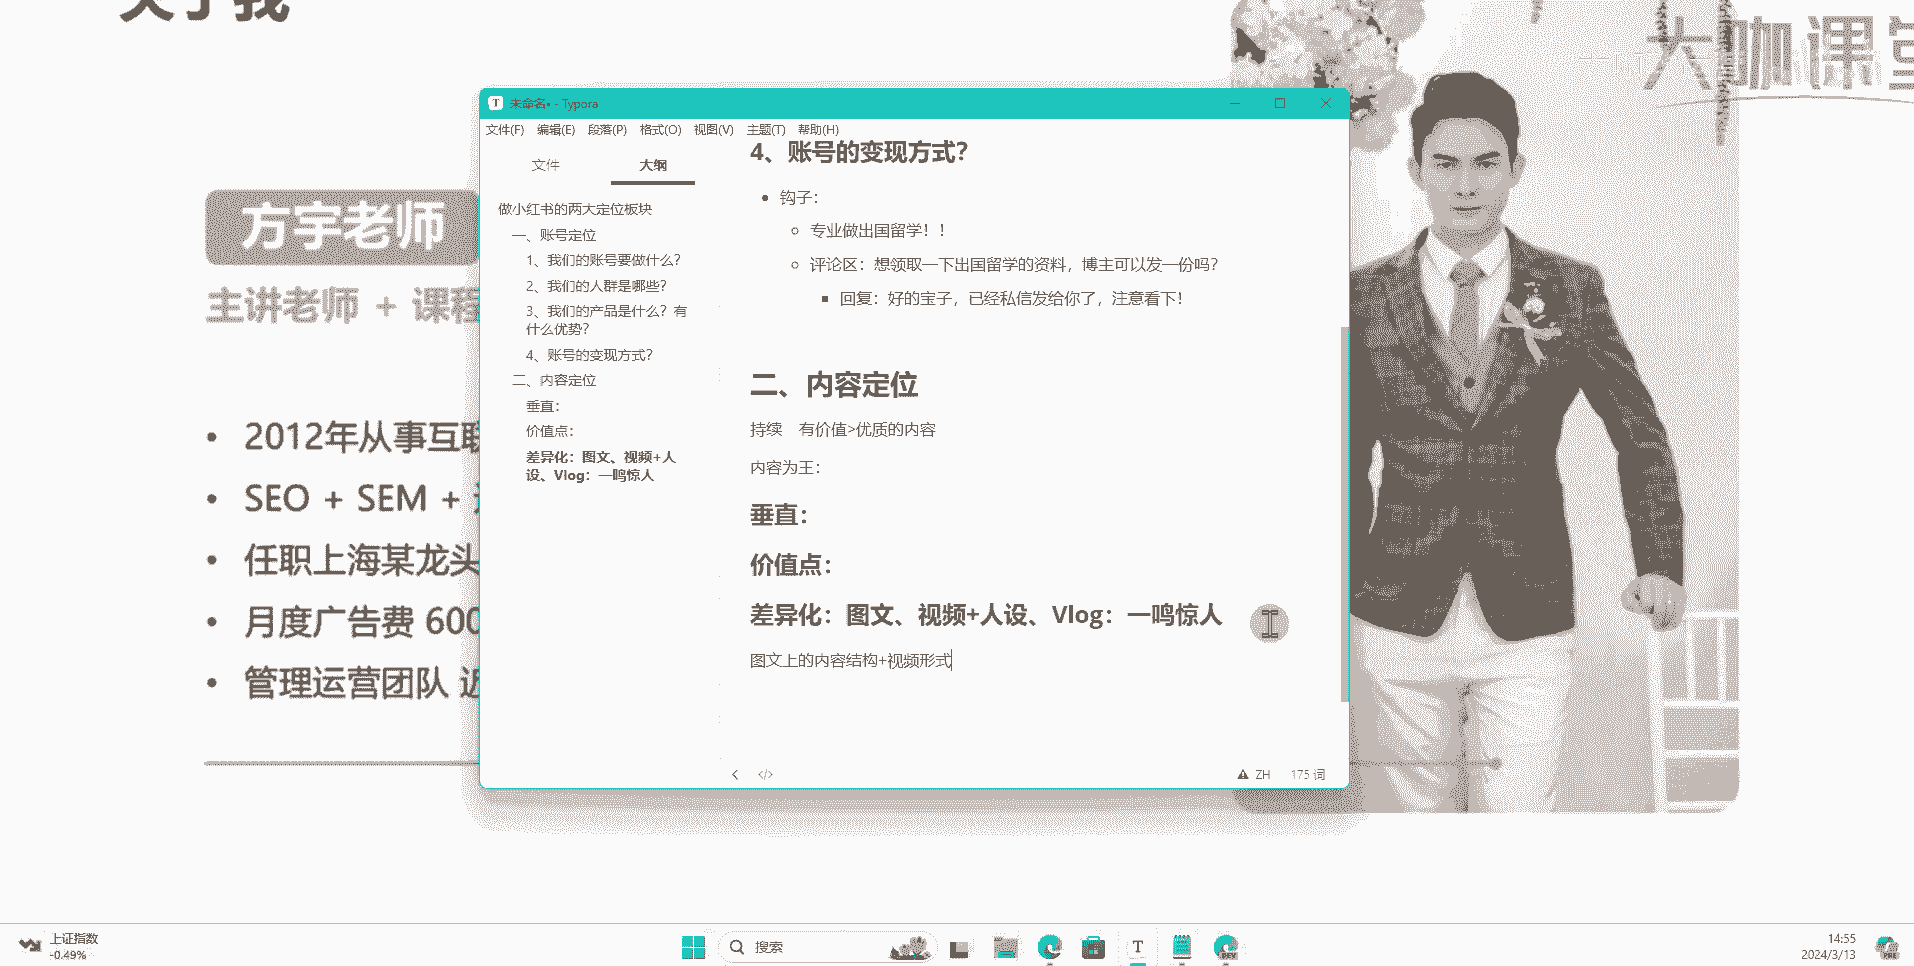 关于我
大咖课堂
方宇老师
主讲老师 + 课程
2012年从事互联
SEO + SEM +
任职上海某龙头
月度广告费 600
管理运营团队 近
未命名• - Typora
文件(F) 编辑(E) 段落(P) 格式(O) 视图(V) 主题(T) 帮助(H)
文件 大纲
做小红书的两大定位板块
一、账号定位
1、我们的账号要做什么？
2、我们的人群是哪些？
3、我们的产品是什么？有
什么优势？
4、账号的变现方式？
二、内容定位
垂直：
价值点：
差异化：图文、视频+人
设、Vlog：一鸣惊人
4、账号的变现方式？
钩子：
专业做出国留学！！
评论区：想领取一下出国留学的资料，博主可以发一份吗？
回复：好的宝子，已经私信发给你了，注意看下！
二、内容定位
持续 有价值>优质的内容
内容为王：
垂直：
价值点：
差异化：图文、视频+人设、Vlog：一鸣惊人
图文上的内容结构+视频形式
ZH 175 词
上证指数
-0.49%
搜索
DEV
14:55
2024/3/13
PRE